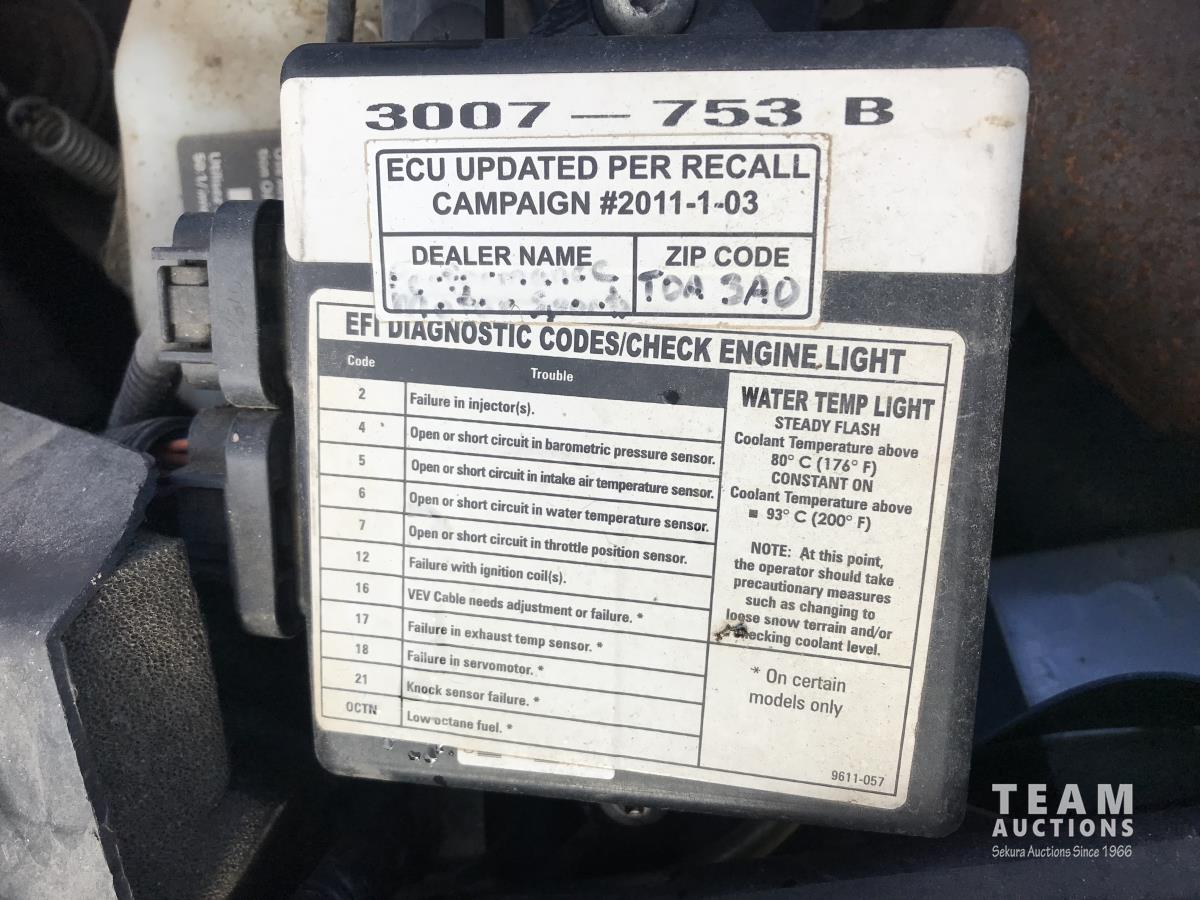 3007 — 753 B
ECU UPDATED PER RECALL
CAMPAIGN #2011-1-03
DEALER NAME
ZIP CODE
T0A 3A0
EFI DIAGNOSTIC CODES/CHECK ENGINE LIGHT
Code Trouble
2 Failure in injector(s).
4 Open or short circuit in barometric pressure sensor.
5 Open or short circuit in intake air temperature sensor.
6 Open or short circuit in water temperature sensor.
7 Open or short circuit in throttle position sensor.
12 Failure with ignition coil(s).
16 VEV Cable needs adjustment or failure. *
17 Failure in exhaust temp sensor. *
18 Failure in servomotor. *
21 Knock sensor failure. *
OCTN Low octane fuel. *
WATER TEMP LIGHT
STEADY FLASH
Coolant Temperature above
80° C (176° F)
CONSTANT ON
Coolant Temperature above
93° C (200° F)
NOTE: At this point,
the operator should take
precautionary measures
such as changing to
loose snow terrain and/or
checking coolant level.
* On certain
models only
9611-057
TEAM
AUCTIONS
Sekura Auctions Since 1966